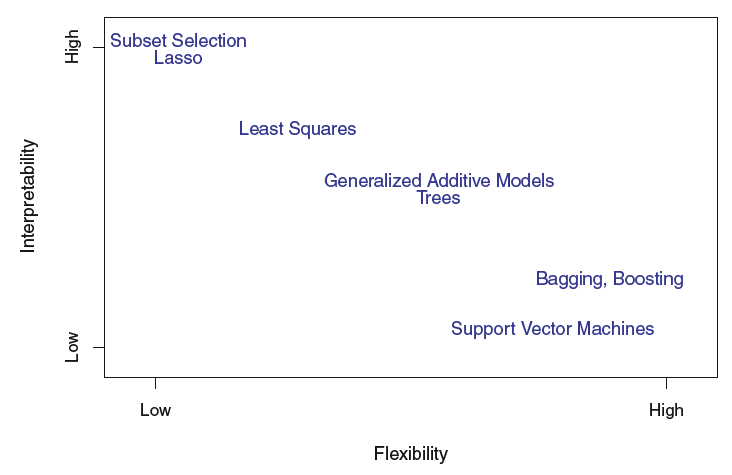 High
Subset Selection
Lasso
Least Squares
Generalized Additive Models
Trees
Interpretability
Bagging, Boosting
Support Vector Machines
Low
Low
High
Flexibility